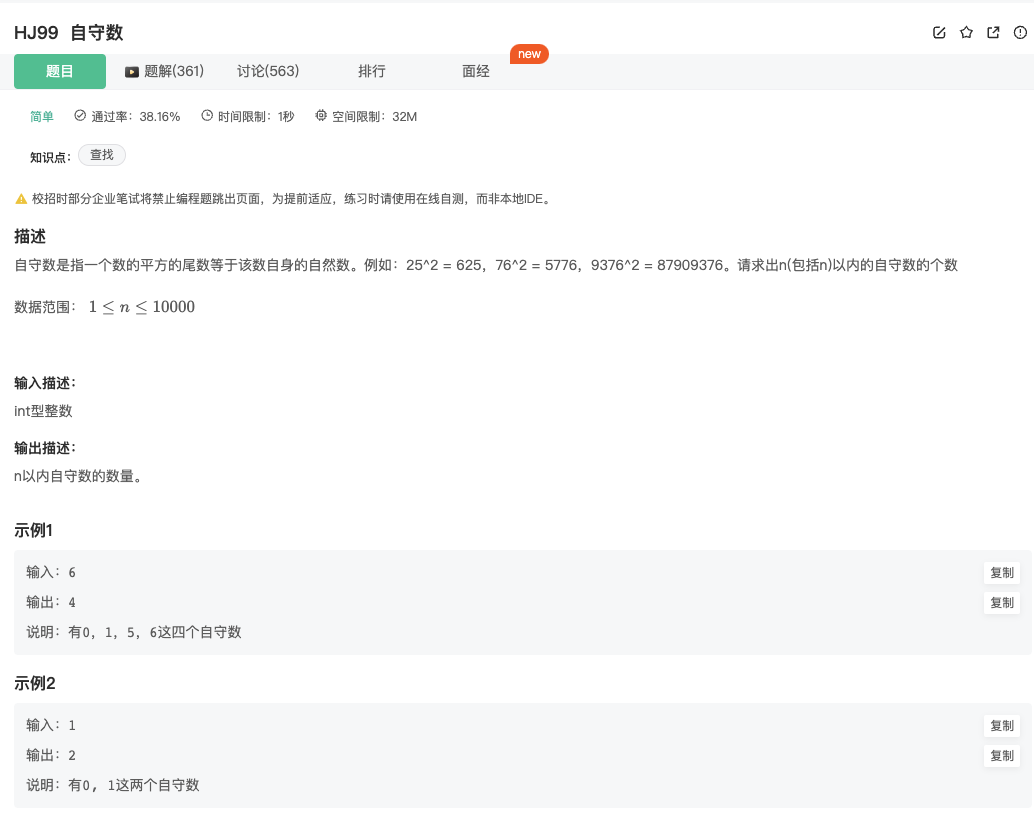 HJ99 自守数
new
题目 题解(361) 讨论(563) 排行 面经
简单 通过率：38.16% 时间限制：1秒 空间限制：32M
知识点： 查找
校招时部分企业笔试将禁止编程题跳出页面，为提前适应，练习时请使用在线自测，而非本地IDE。
描述
自守数是指一个数的平方的尾数等于该数自身的自然数。例如：25^2 = 625，76^2 = 5776，9376^2 = 87909376。请求出n(包括n)以内的自守数的个数
数据范围： 1 ≤ n ≤ 10000
输入描述：
int型整数
输出描述：
n以内自守数的数量。
示例1
输入：6 复制
输出：4 复制
说明：有0，1，5，6这四个自守数
示例2
输入：1 复制
输出：2 复制
说明：有0, 1这两个自守数